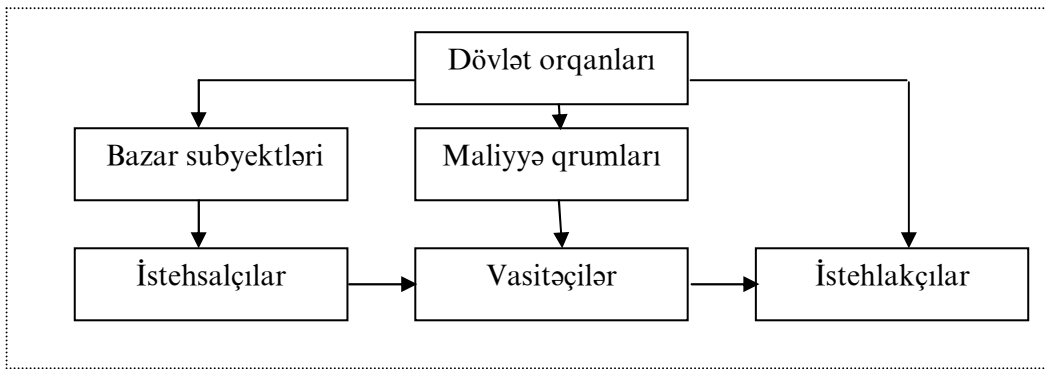 Dövlət orqanları
Bazar subyektləri
Maliyyə qrumları
İstehsalçılar
Vasitəçilər
İstehlakçılar